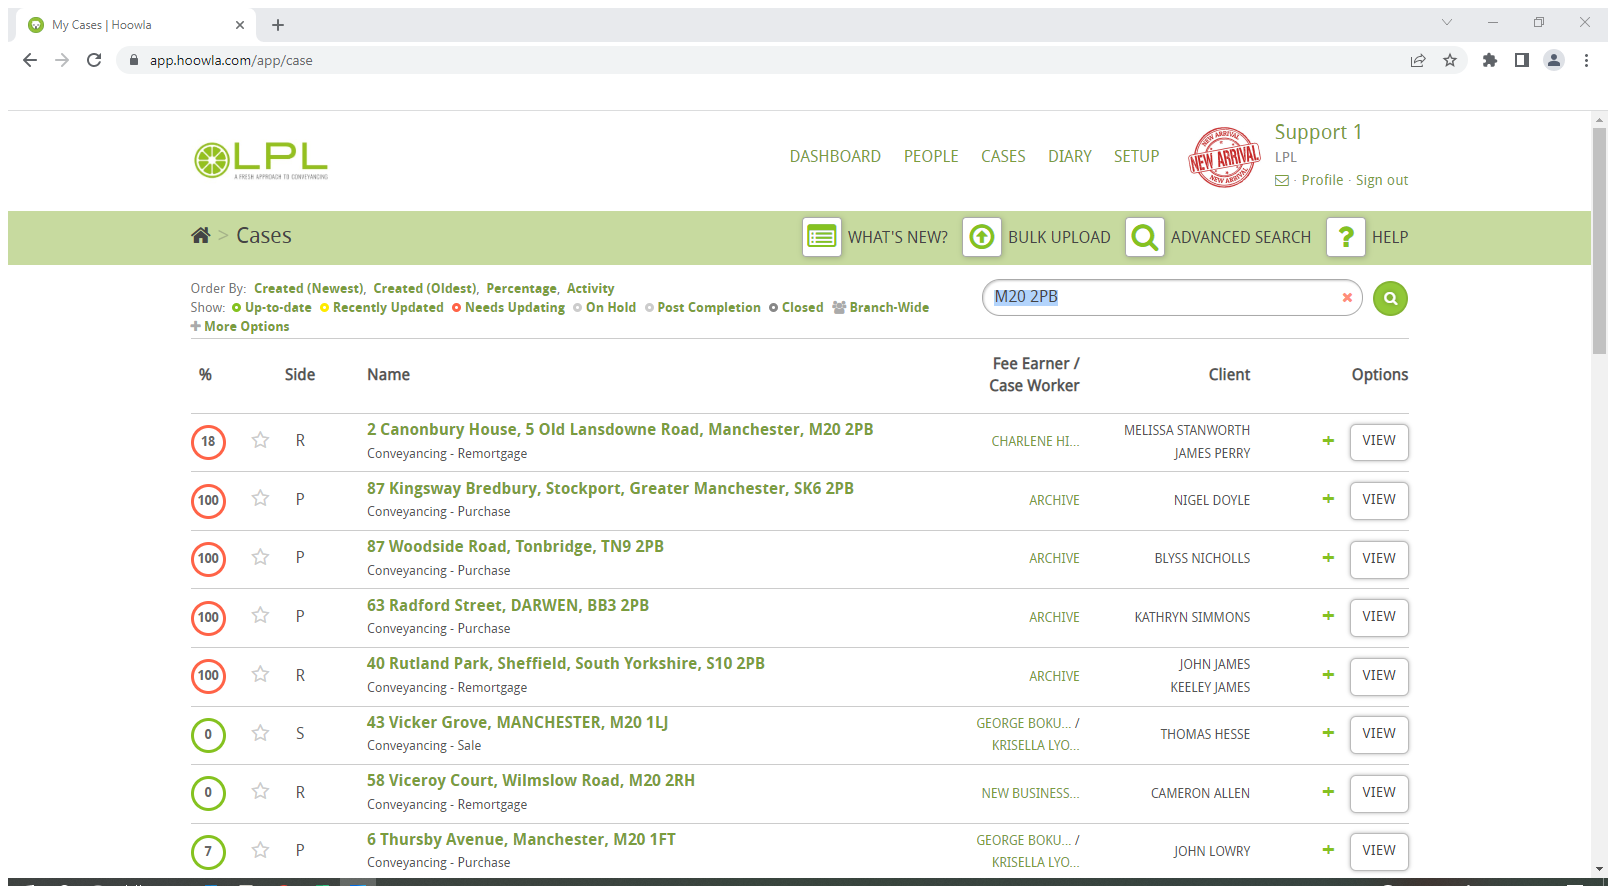 My Cases | Hoowla
app.hoowla.com/app/case
LPL
A FRESH APPROACH TO CONVEYANCING
DASHBOARD PEOPLE CASES DIARY SETUP
NEW ARRIVAL
NEW ARRIVAL
NEW ARRIVAL
Support 1
LPL
· Profile · Sign out
> Cases
WHAT'S NEW? BULK UPLOAD ADVANCED SEARCH ? HELP
Order By: Created (Newest), Created (Oldest), Percentage, Activity
Show: Up-to-date Recently Updated Needs Updating On Hold Post Completion Closed Branch-Wide
More Options
M20 2PB
% Side Name Fee Earner / Case Worker Client Options
18 R 2 Canonbury House, 5 Old Lansdowne Road, Manchester, M20 2PB CHARLENE HI... MELISSA STANWORTH + VIEW
Conveyancing - Remortgage JAMES PERRY
100 P 87 Kingsway Bredbury, Stockport, Greater Manchester, SK6 2PB ARCHIVE NIGEL DOYLE + VIEW
Conveyancing - Purchase
100 P 87 Woodside Road, Tonbridge, TN9 2PB ARCHIVE BLYSS NICHOLLS + VIEW
Conveyancing - Purchase
100 P 63 Radford Street, DARWEN, BB3 2PB ARCHIVE KATHRYN SIMMONS + VIEW
Conveyancing - Purchase
100 R 40 Rutland Park, Sheffield, South Yorkshire, S10 2PB ARCHIVE JOHN JAMES + VIEW
Conveyancing - Remortgage KEELEY JAMES
0 S 43 Vicker Grove, MANCHESTER, M20 1LJ GEORGE BOKU... / THOMAS HESSE + VIEW
Conveyancing - Sale KRISELLA LYO...
0 R 58 Viceroy Court, Wilmslow Road, M20 2RH NEW BUSINESS... CAMERON ALLEN + VIEW
Conveyancing - Remortgage
7 P 6 Thursby Avenue, Manchester, M20 1FT GEORGE BOKU... / JOHN LOWRY + VIEW
Conveyancing - Purchase KRISELLA LYO...